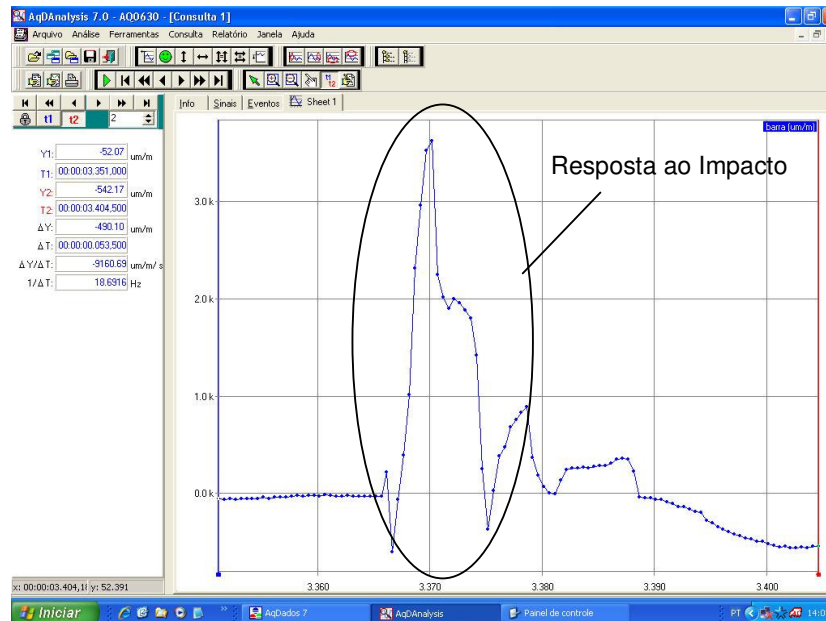 AqDAnalysis 7.0 - AQ0630 - [Consulta 1]
Arquivo Análise Ferramentas Consulta Relatório Janela Ajuda
t1 t2 2
Info Sinais Eventos Sheet 1
barra (um/m)
Y1: -52.07 um/m
T1: 00:00:03.351,000
Y2: -542.17 um/m
T2: 00:00:03.404,500
ΔY: -490.10 um/m
ΔT: 00:00:00.053,500
ΔY/ΔT: -9160.69 um/m/s
1/ΔT: 18.6916 Hz
Resposta ao Impacto
3.0k
2.0k
1.0k
0.0k
3.360 3.370 3.380 3.390 3.400
x: 00:00:03.404,1 y: 52.391
Iniciar AqDados 7 AqDAnalysis Painel de controle PT